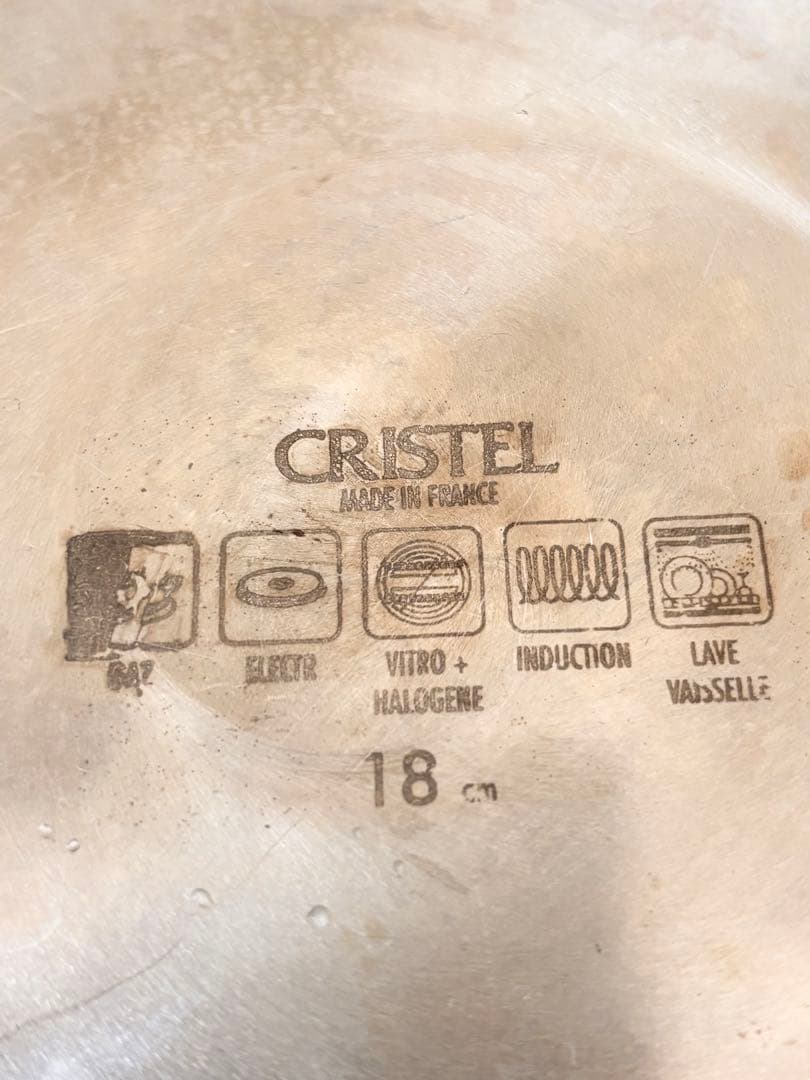 CRISTEL
MADE IN FRANCE
GAZ
ELECTR
VITRO +
HALOGENE
INDUCTION
LAVE
VAISSELLE
18 cm